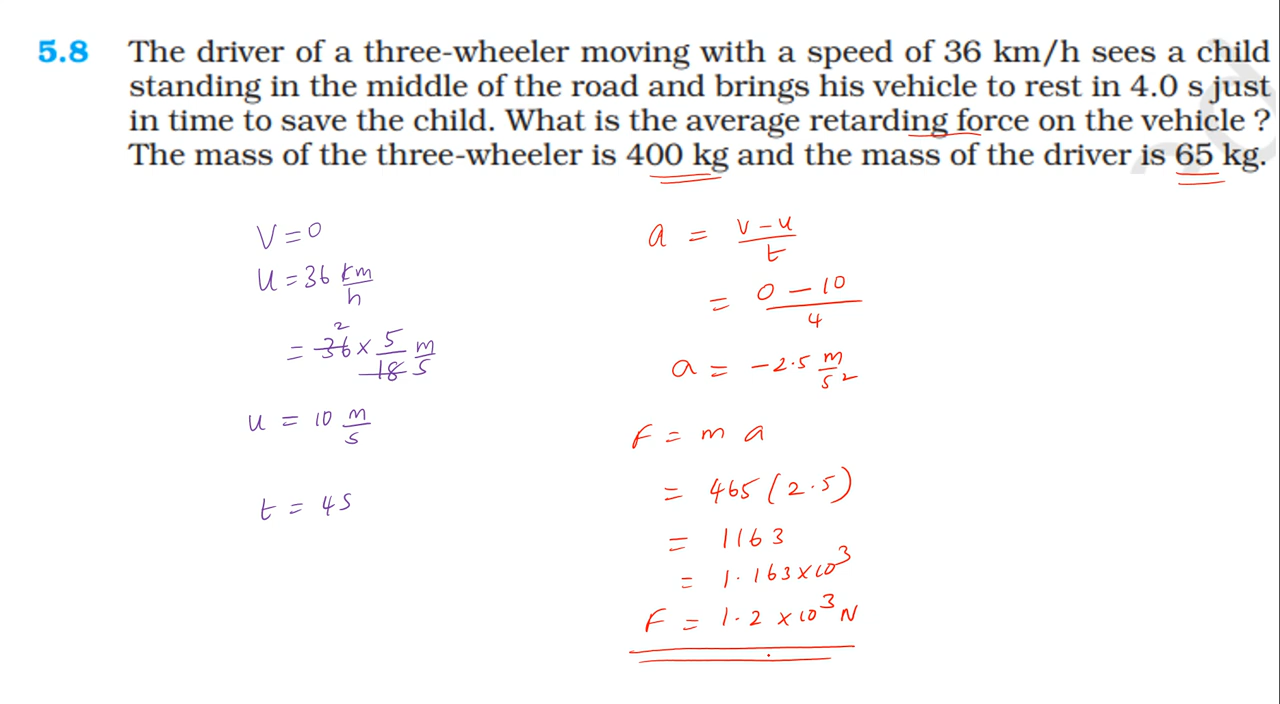 5.8 The driver of a three-wheeler moving with a speed of 36 km/h sees a child
standing in the middle of the road and brings his vehicle to rest in 4.0 s just
in time to save the child. What is the average retarding force on the vehicle ?
The mass of the three-wheeler is 400 kg and the mass of the driver is 65 kg.
V = 0
u = 36 km/h
= 36 2 × 5/18 m/s
u = 10 m/s
t = 4s
a = v - u / t
= 0 - 10 / 4
a = -2.5 m/s²
F = m a
= 465 (2.5)
= 1163
= 1.163 × 10³
F = 1.2 × 10³ N